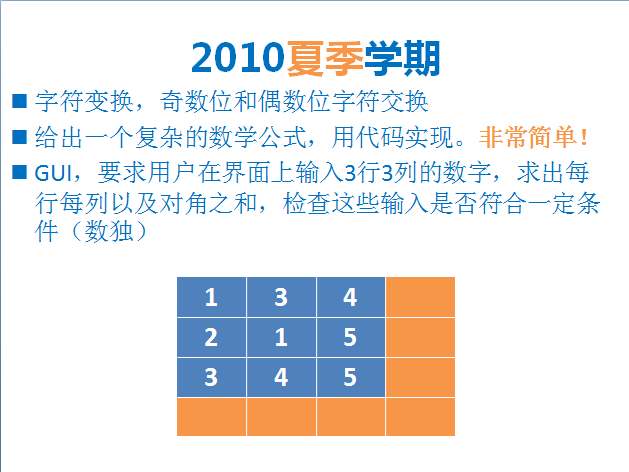 2010夏季学期
字符变换，奇数位和偶数位字符交换
给出一个复杂的数学公式，用代码实现。非常简单！
GUI，要求用户在界面上输入3行3列的数字，求出每
行每列以及对角之和，检查这些输入是否符合一定条
件（数独）
1 3 4
2 1 5
3 4 5